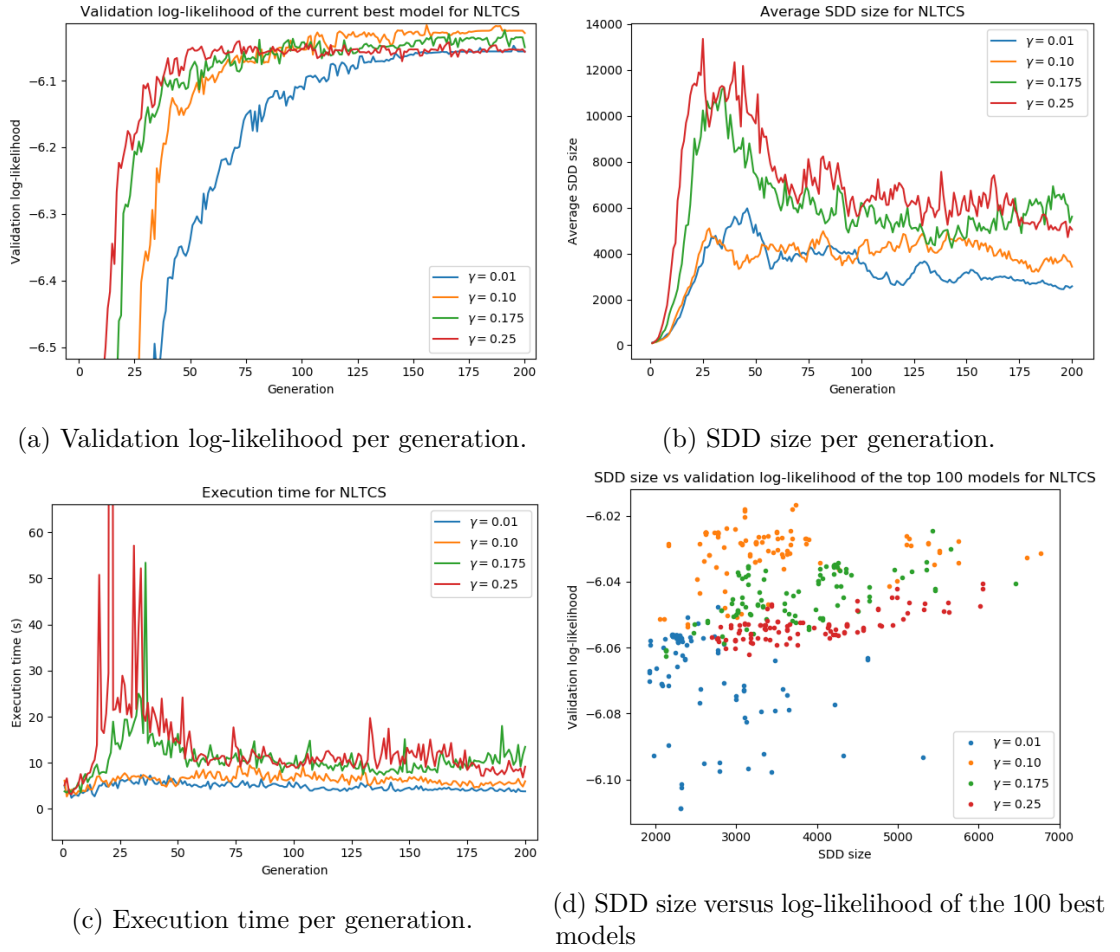 Validation log-likelihood of the current best model for NLTCS
−6.1
−6.2
−6.3
−6.4
−6.5
Validation log-likelihood
0
25
50
75
100
125
150
175
200
Generation
γ = 0.01
γ = 0.10
γ = 0.175
γ = 0.25
(a) Validation log-likelihood per generation.
Average SDD size for NLTCS
14000
12000
10000
8000
6000
4000
2000
0
Average SDD size
0
25
50
75
100
125
150
175
200
Generation
γ = 0.01
γ = 0.10
γ = 0.175
γ = 0.25
(b) SDD size per generation.
Execution time for NLTCS
60
50
40
30
20
10
0
Execution time (s)
0
25
50
75
100
125
150
175
200
Generation
γ = 0.01
γ = 0.10
γ = 0.175
γ = 0.25
(c) Execution time per generation.
SDD size vs validation log-likelihood of the top 100 models for NLTCS
−6.02
−6.04
−6.06
−6.08
−6.10
Validation log-likelihood
2000
3000
4000
5000
6000
7000
SDD size
γ = 0.01
γ = 0.10
γ = 0.175
γ = 0.25
(d) SDD size versus log-likelihood of the 100 best
models